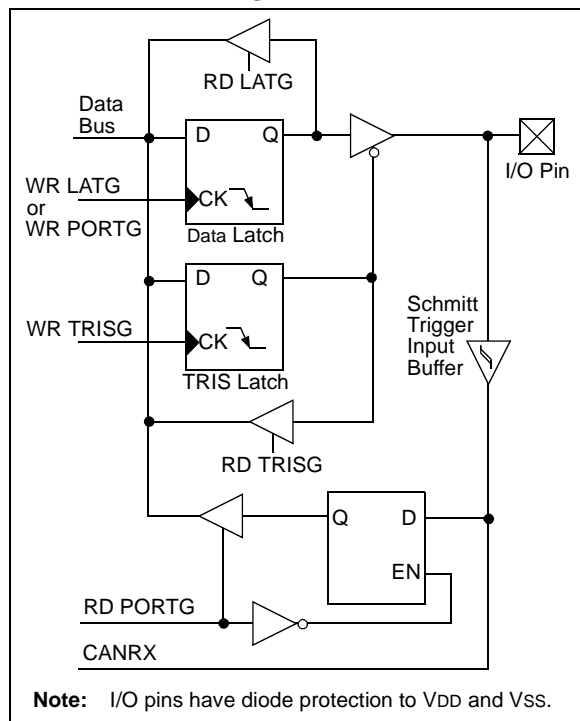 RD LATG
Data
Bus
D Q
I/O Pin
WR LATG
or
WR PORTG
CK
Data Latch
D Q
WR TRISG
CK
TRIS Latch
Schmitt
Trigger
Input
Buffer
RD TRISG
Q D
EN
RD PORTG
CANRX
Note: I/O pins have diode protection to VDD and VSS.